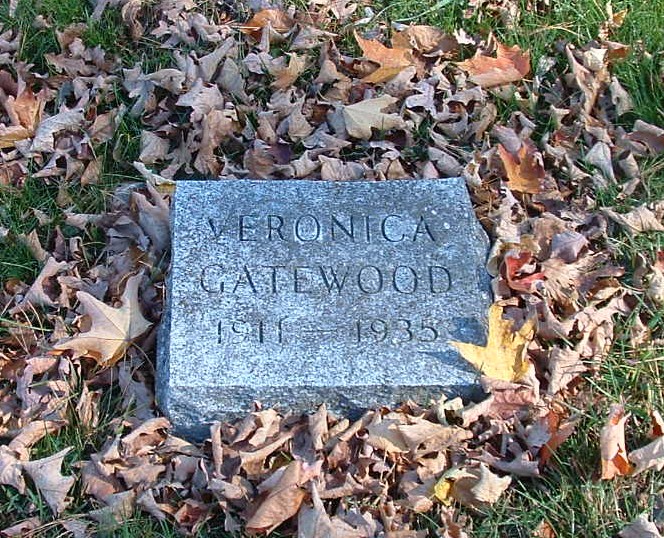 VERONICA
GATEWOOD
1911 — 1935